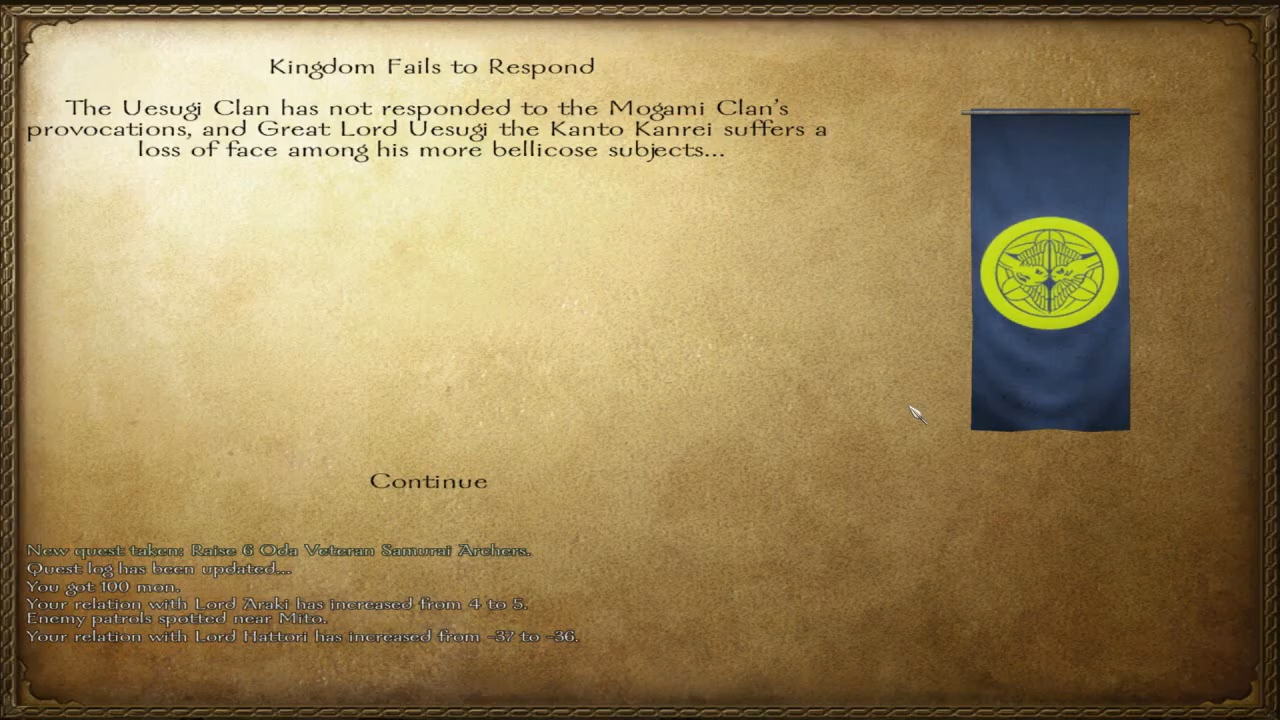 Kingdom Fails to Respond
The Uesugi Clan has not responded to the Mogami Clan's
provocations, and Great Lord Uesugi the Kanto Kanrei suffers a
loss of face among his more bellicose subjects...
Continue
New quest taken: Raise 6 Oda Veteran Samurai Archers.
Quest log has been updated...
You got 100 mon.
Your relation with Lord Araki has increased from 4 to 5.
Enemy patrols spotted near Mito.
Your relation with Lord Hattori has increased from -37 to -36.